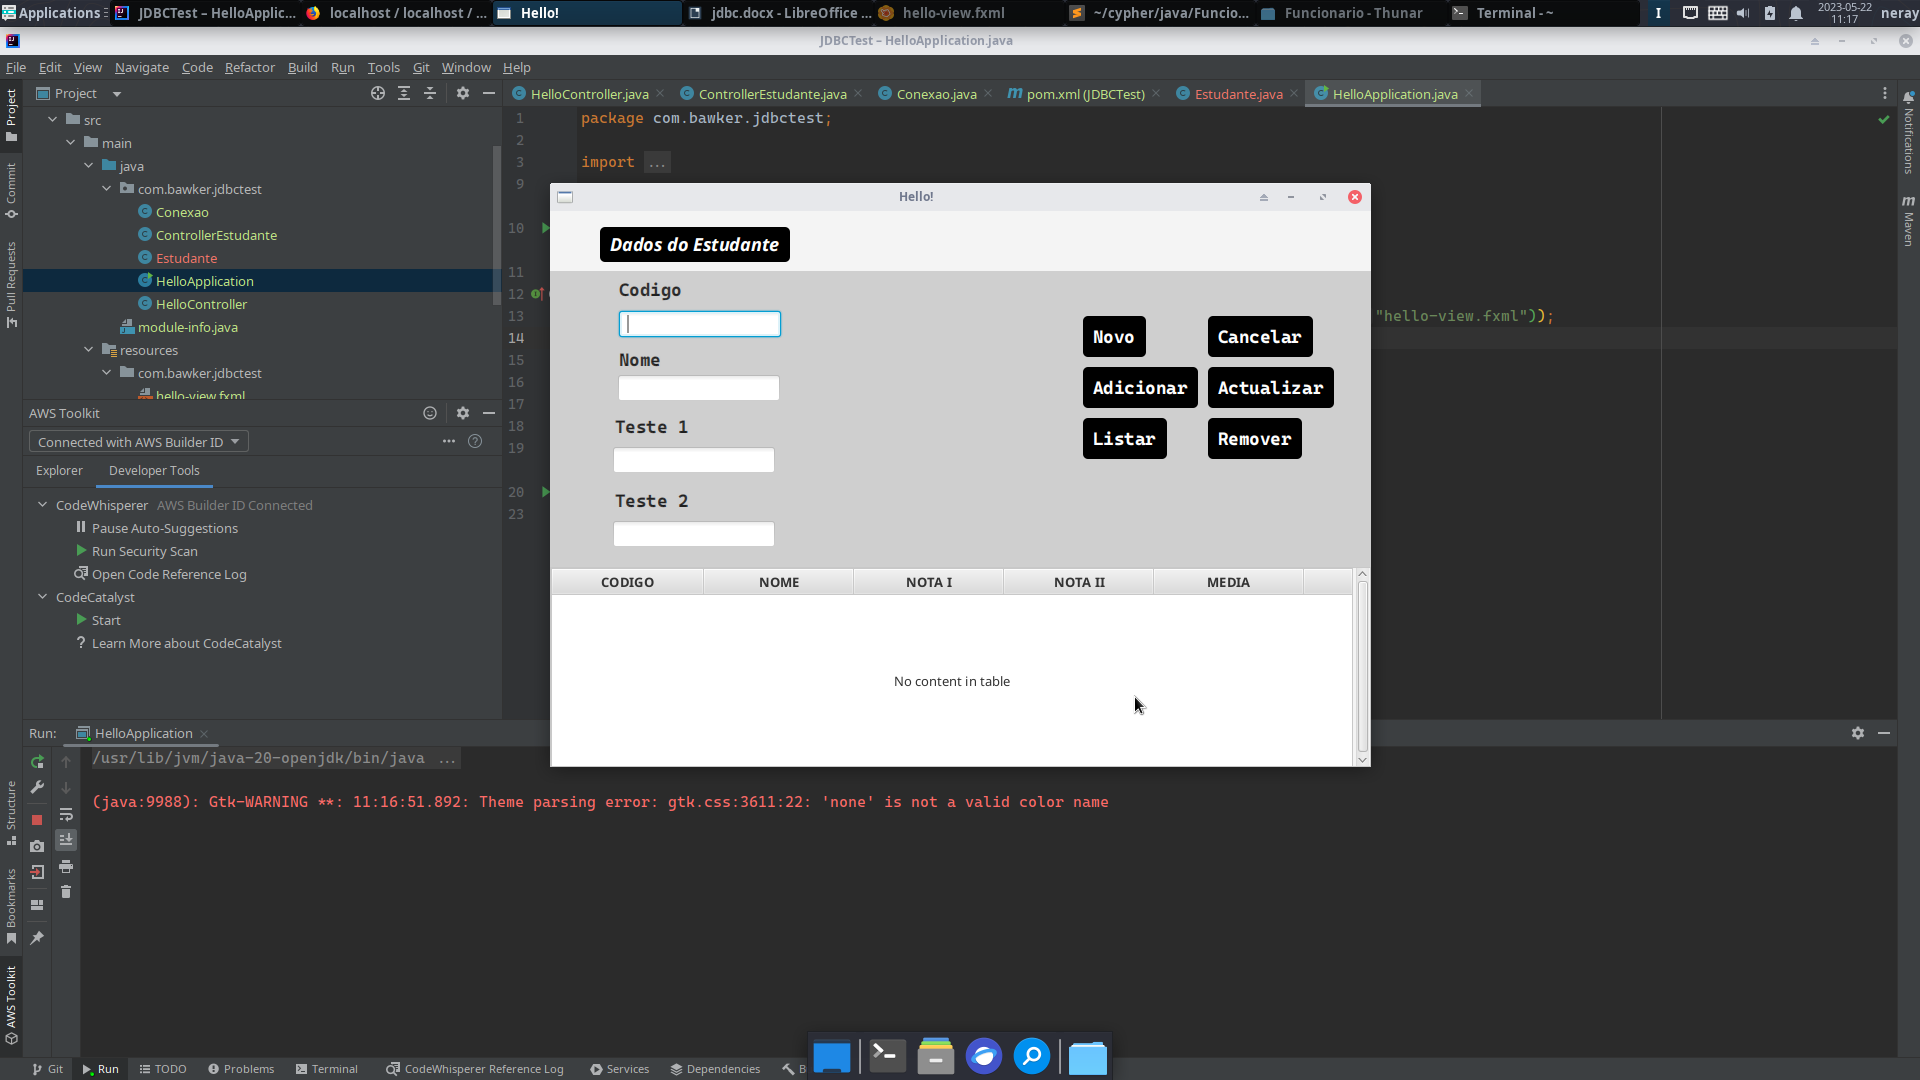 Applications
JDBCTest – HelloApplic...
localhost / localhost / ...
Hello!
jdbc.docx - LibreOffice ...
hello-view.fxml
~/cypher/java/Funcio...
Funcionario - Thunar
Terminal - ~
2023-05-22
11:17
neray
JDBCTest – HelloApplication.java
File Edit View Navigate Code Refactor Build Run Tools Git Window Help
Project
HelloController.java
ControllerEstudante.java
Conexao.java
pom.xml (JDBCTest)
Estudante.java
HelloApplication.java
Project
Commit
Pull Requests
Structure
Bookmarks
AWS Toolkit
Notifications
Maven
src
main
java
com.bawker.jdbctest
Conexao
ControllerEstudante
Estudante
HelloApplication
HelloController
module-info.java
resources
com.bawker.jdbctest
hello-view.fxml
1 package com.bawker.jdbctest;
2
3 import ...
9
10
11
12
13 "hello-view.fxml"));
14
15
16
17
18
19
20
23
AWS Toolkit
Connected with AWS Builder ID
Explorer Developer Tools
CodeWhisperer AWS Builder ID Connected
Pause Auto-Suggestions
Run Security Scan
Open Code Reference Log
CodeCatalyst
Start
Learn More about CodeCatalyst
Hello!
Dados do Estudante
Codigo
Nome
Teste 1
Teste 2
Novo Cancelar
Adicionar Actualizar
Listar Remover
CODIGO NOME NOTA I NOTA II MEDIA
No content in table
Run: HelloApplication
/usr/lib/jvm/java-20-openjdk/bin/java ...
(java:9988): Gtk-WARNING **: 11:16:51.892: Theme parsing error: gtk.css:3611:22: 'none' is not a valid color name
Git Run TODO Problems Terminal CodeWhisperer Reference Log Services Dependencies B